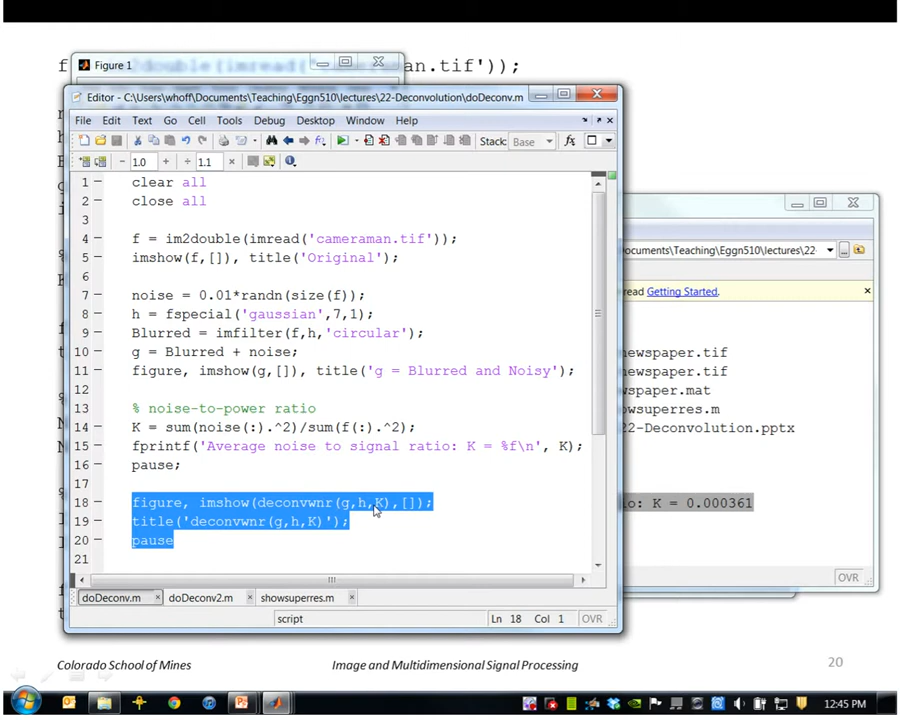 f
2double(imread('cameraman.tif'));
Figure 1
Editor - C:\Users\whoff\Documents\Teaching\Eggn510\lectures\22-Deconvolution\doDeconv.m
File Edit Text Go Cell Tools Debug Desktop Window Help
Stack: Base fx
1.0 ÷ 1.1 ×
1 clear all
2 close all
3
4 f = im2double(imread('cameraman.tif'));
5 imshow(f,[]), title('Original');
6
7 noise = 0.01*randn(size(f));
8 h = fspecial('gaussian',7,1);
9 Blurred = imfilter(f,h,'circular');
10 g = Blurred + noise;
11 figure, imshow(g,[]), title('g = Blurred and Noisy');
12
13 % noise-to-power ratio
14 K = sum(noise(:).^2)/sum(f(:).^2);
15 fprintf('Average noise to signal ratio: K = %f\n', K);
16 pause;
17
18 figure, imshow(deconvwnr(g,h,K),[]);
19 title('deconvwnr(g,h,K)');
20 pause
21
doDeconv.m × doDeconv2.m × showsuperres.m ×
script Ln 18 Col 1 OVR
ocuments\Teaching\Eggn510\lectures\22-
read Getting Started.
newspaper.tif
newspaper.tif
wspaper.mat
owsuperres.m
22-Deconvolution.pptx
io: K = 0.000361
OVR
Colorado School of Mines Image and Multidimensional Signal Processing 20
12:45 PM